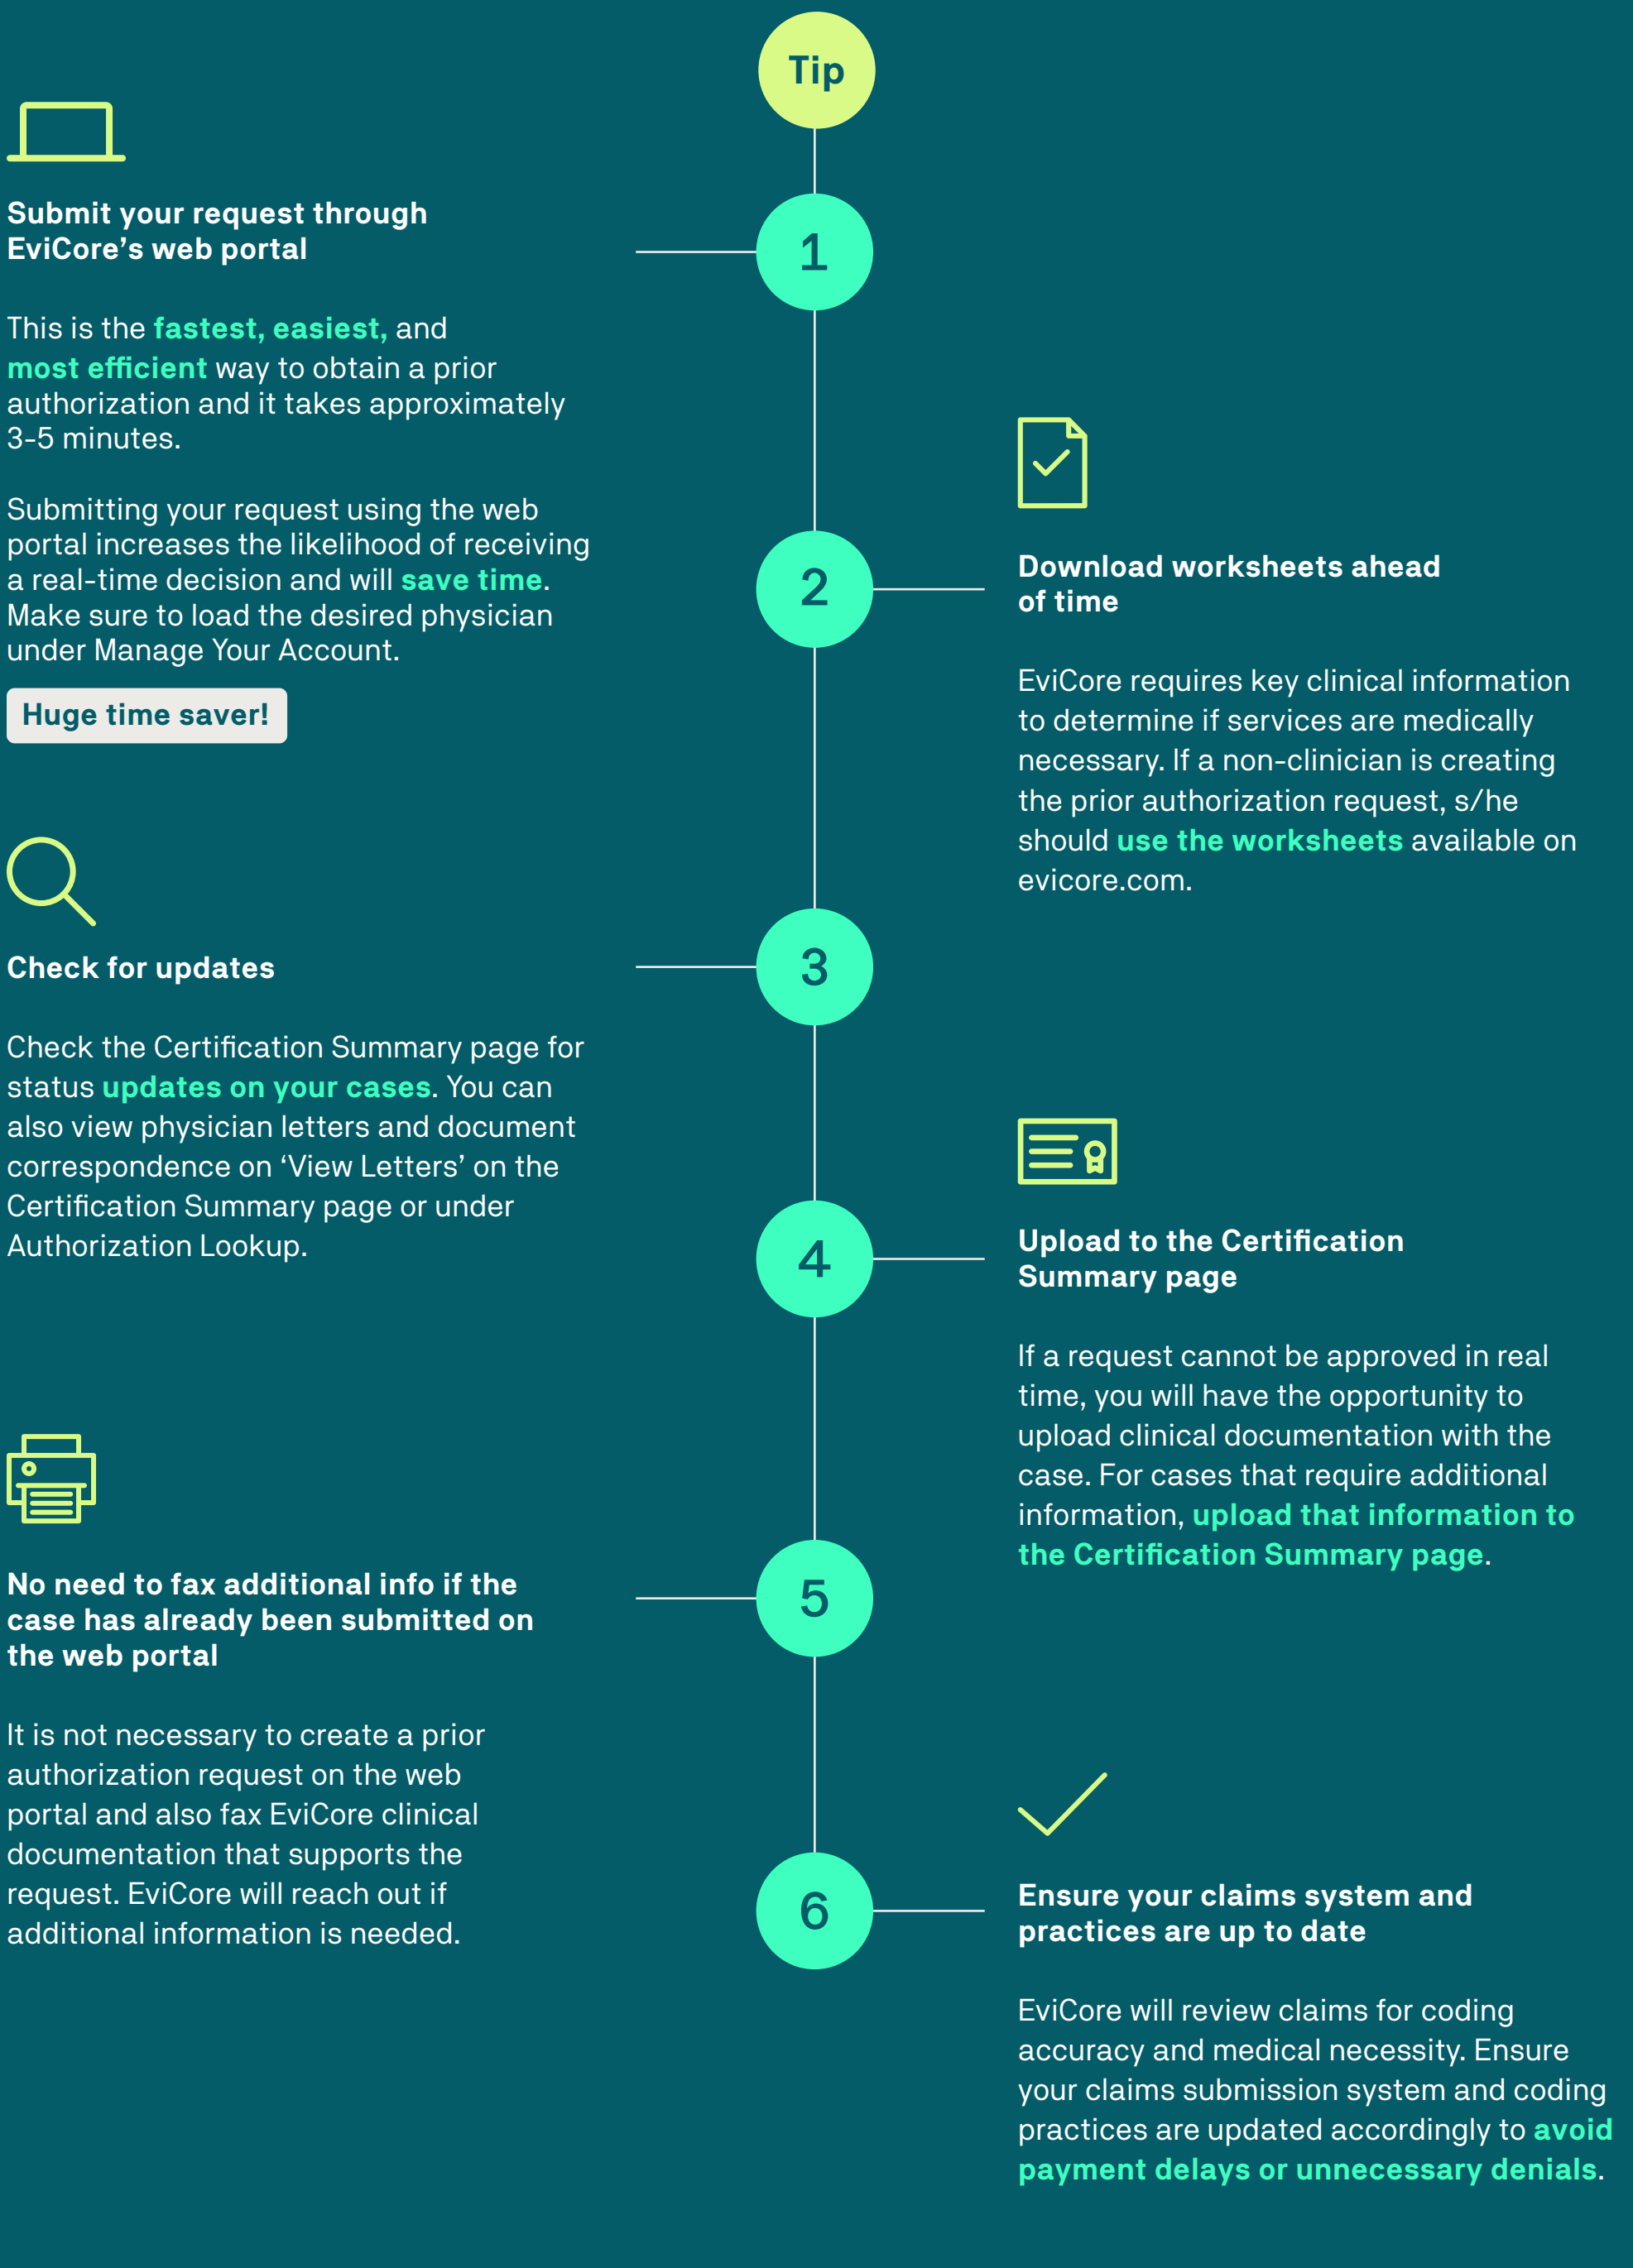 Tip
1
Submit your request through
EviCore’s web portal
This is the fastest, easiest, and
most efficient way to obtain a prior
authorization and it takes approximately
3-5 minutes.
Submitting your request using the web
portal increases the likelihood of receiving
a real-time decision and will save time.
Make sure to load the desired physician
under Manage Your Account.
Huge time saver!
2
Download worksheets ahead
of time
EviCore requires key clinical information
to determine if services are medically
necessary. If a non-clinician is creating
the prior authorization request, s/he
should use the worksheets available on
evicore.com.
3
Check for updates
Check the Certification Summary page for
status updates on your cases. You can
also view physician letters and document
correspondence on ‘View Letters’ on the
Certification Summary page or under
Authorization Lookup.
4
Upload to the Certification
Summary page
If a request cannot be approved in real
time, you will have the opportunity to
upload clinical documentation with the
case. For cases that require additional
information, upload that information to
the Certification Summary page.
5
No need to fax additional info if the
case has already been submitted on
the web portal
It is not necessary to create a prior
authorization request on the web
portal and also fax EviCore clinical
documentation that supports the
request. EviCore will reach out if
additional information is needed.
6
Ensure your claims system and
practices are up to date
EviCore will review claims for coding
accuracy and medical necessity. Ensure
your claims submission system and coding
practices are updated accordingly to avoid
payment delays or unnecessary denials.